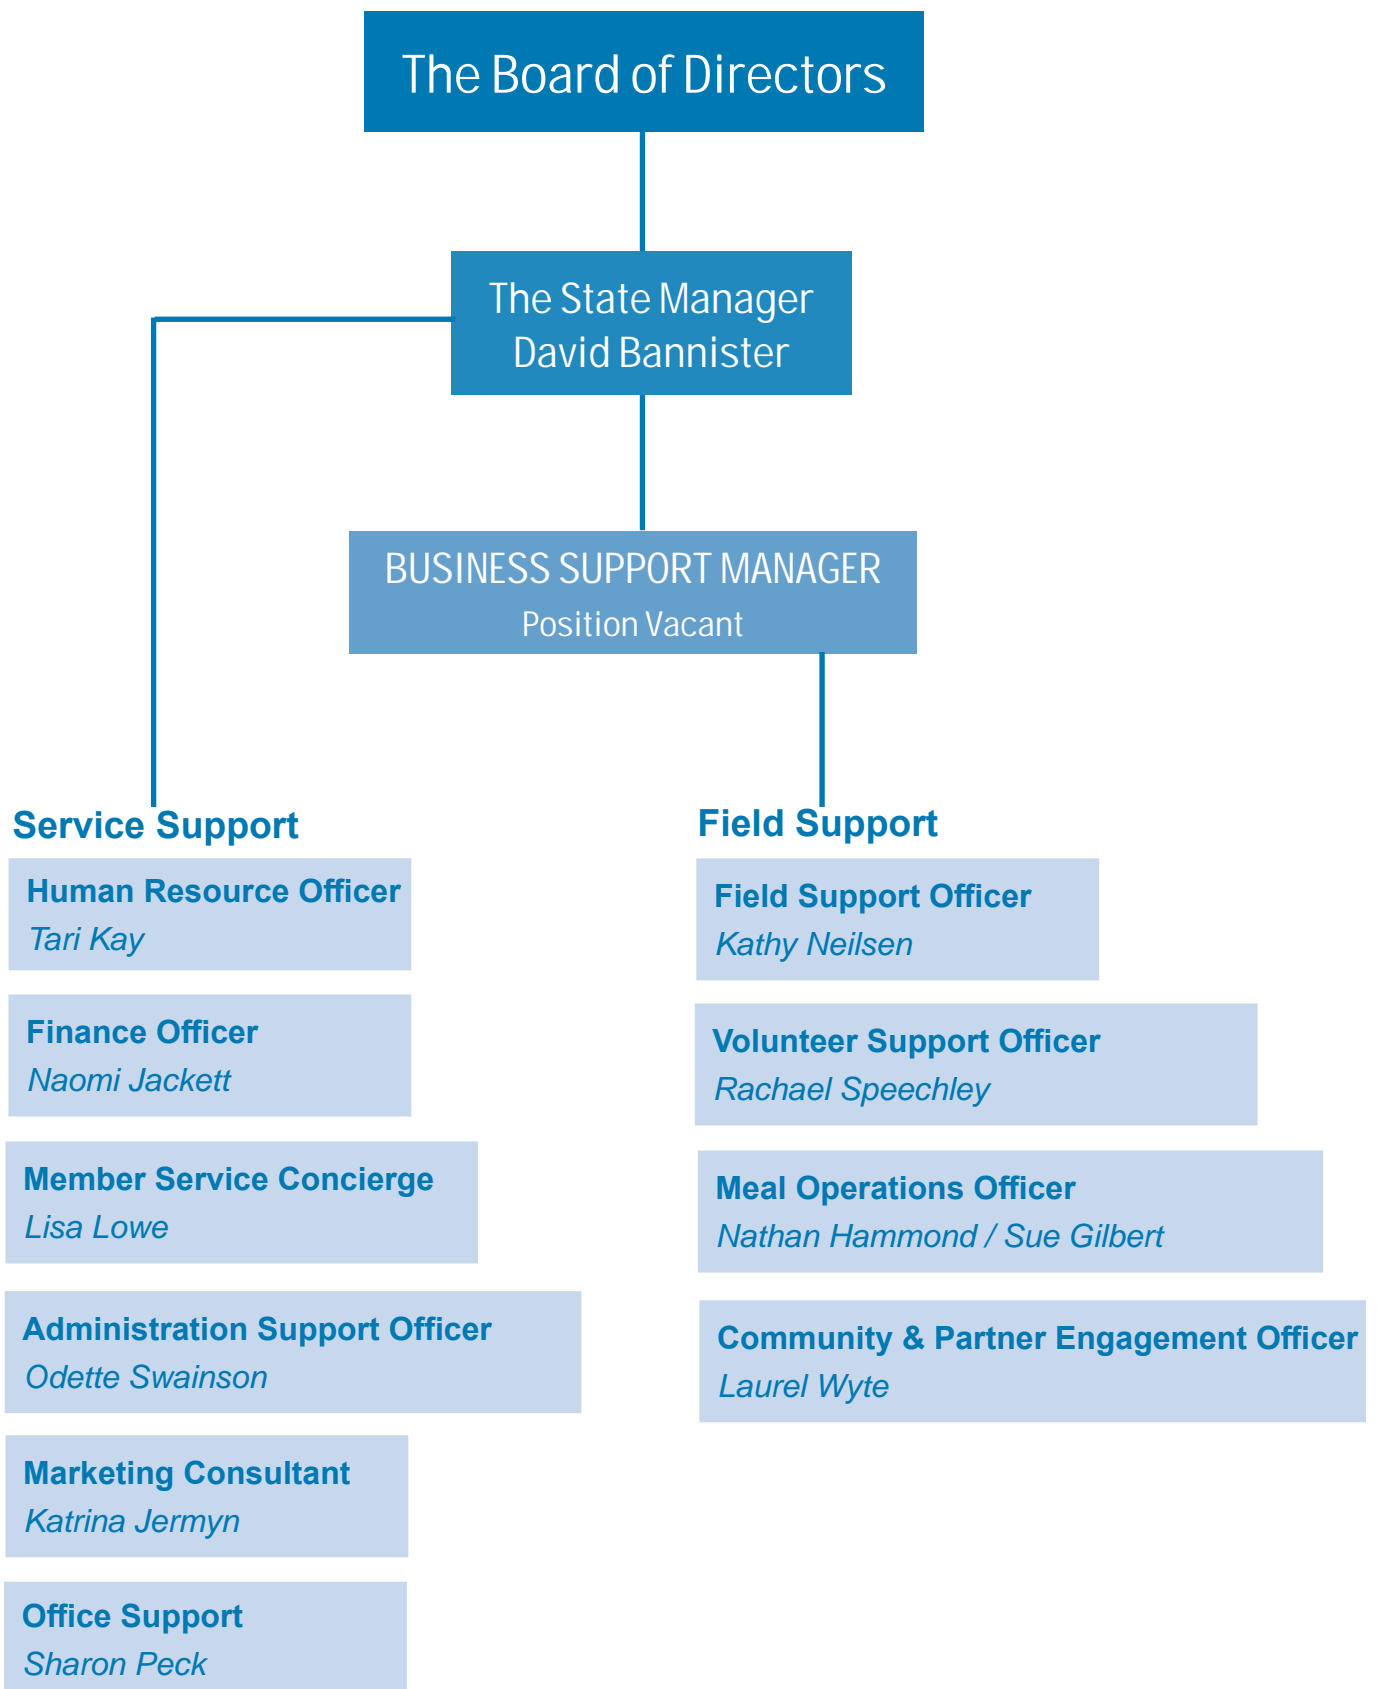 The Board of Directors
The State Manager
David Bannister
BUSINESS SUPPORT MANAGER
Position Vacant
Service Support
Human Resource Officer
Tari Kay
Finance Officer
Naomi Jackett
Member Service Concierge
Lisa Lowe
Administration Support Officer
Odette Swainson
Marketing Consultant
Katrina Jermyn
Office Support
Sharon Peck
Field Support
Field Support Officer
Kathy Neilsen
Volunteer Support Officer
Rachael Speechley
Meal Operations Officer
Nathan Hammond / Sue Gilbert
Community & Partner Engagement Officer
Laurel Wyte